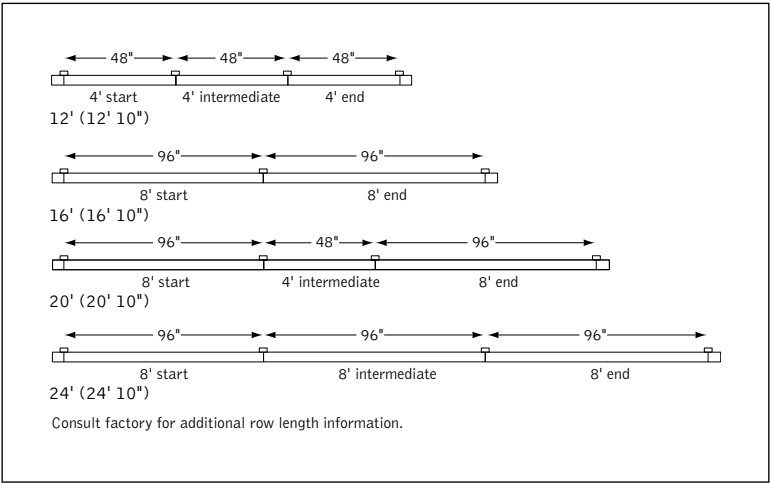 48" 48" 48"
4' start 4' intermediate 4' end
12' (12' 10")
96" 96"
8' start 8' end
16' (16' 10")
96" 48" 96"
8' start 4' intermediate 8' end
20' (20' 10")
96" 96" 96"
8' start 8' intermediate 8' end
24' (24' 10")
Consult factory for additional row length information.